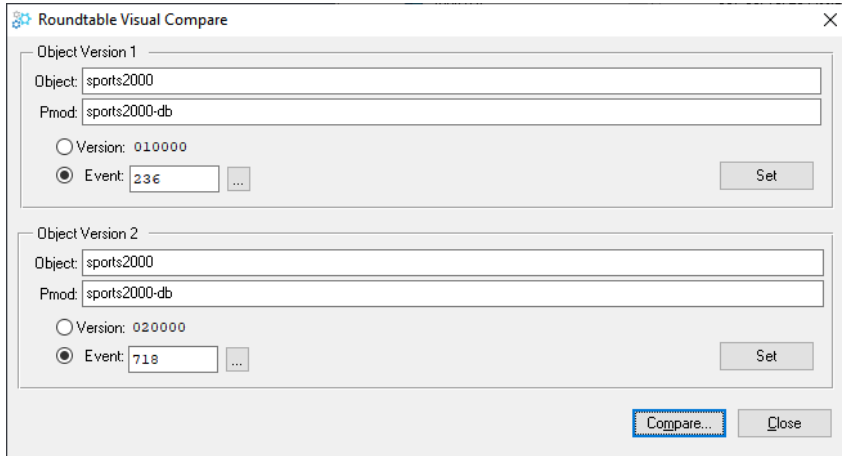 Roundtable Visual Compare
Object Version 1
Object: sports2000
Pmod: sports2000-db
Version: 010000
Event: 236 ...
Set
Object Version 2
Object: sports2000
Pmod: sports2000-db
Version: 020000
Event: 718 ...
Set
Compare... Close